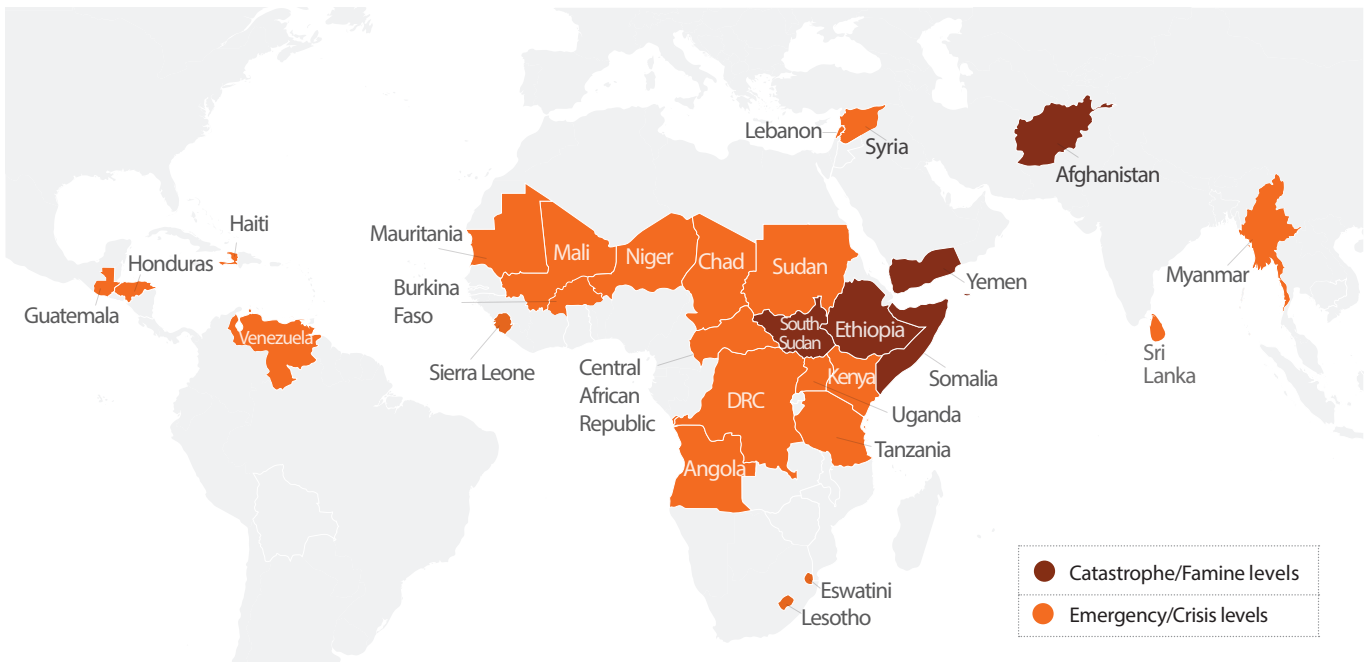 Lebanon
Syria
Afghanistan
Haiti
Honduras
Guatemala
Venezuela
Mauritania
Mali
Niger
Chad
Sudan
Yemen
Myanmar
Burkina
Faso
Sierra Leone
South
Sudan
Ethiopia
Somalia
Sri
Lanka
Central
African
Republic
DRC
Kenya
Uganda
Tanzania
Angola
Eswatini
Lesotho
Catastrophe/Famine levels
Emergency/Crisis levels